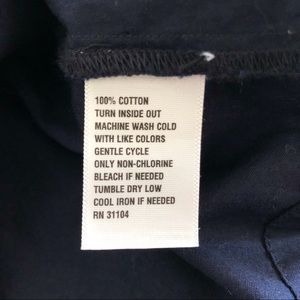 100% COTTON
TURN INSIDE OUT
MACHINE WASH COLD
WITH LIKE COLORS
GENTLE CYCLE
ONLY NON-CHLORINE
BLEACH IF NEEDED
TUMBLE DRY LOW
COOL IRON IF NEEDED
RN 31104